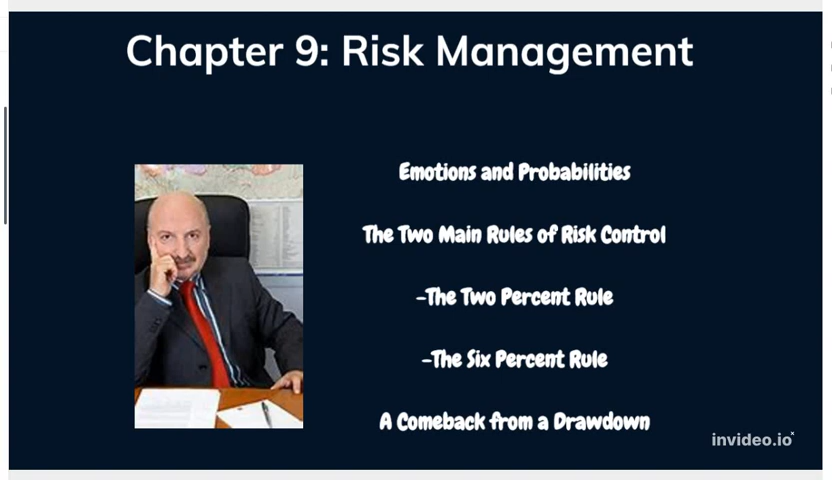 Chapter 9: Risk Management
Emotions and Probabilities
The Two Main Rules of Risk Control
-The Two Percent Rule
-The Six Percent Rule
A Comeback from a Drawdown
invideo.io